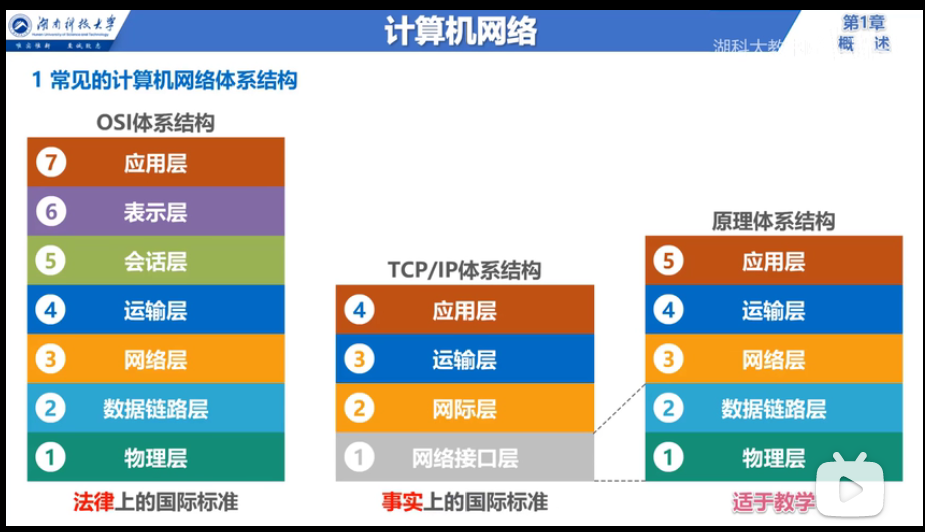 湖南科技大学
计算机网络
第1章
概 述
湖科大教
1 常见的计算机网络体系结构
OSI体系结构
7 应用层
6 表示层
5 会话层
4 运输层
3 网络层
2 数据链路层
1 物理层
法律上的国际标准
TCP/IP体系结构
4 应用层
3 运输层
2 网际层
1 网络接口层
事实上的国际标准
原理体系结构
5 应用层
4 运输层
3 网络层
2 数据链路层
1 物理层
适于教学